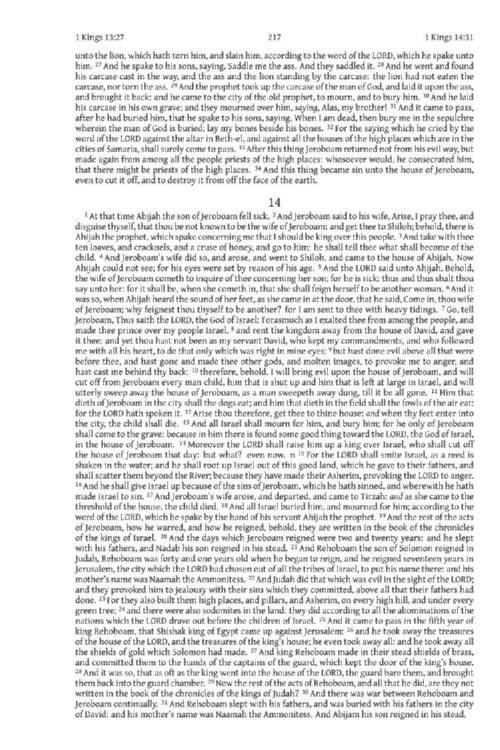 1 Kings 13:27 217 1 Kings 14:31
unto the lion, which hath torn him, and slain him, according to the word of the LORD, which he spake unto
him. 27 And he spake to his sons, saying, Saddle me the ass. And they saddled it. 28 And he went and found
his carcase cast in the way, and the ass and the lion standing by the carcase: the lion had not eaten the
carcase, nor torn the ass. 29 And the prophet took up the carcase of the man of God, and laid it upon the ass,
and brought it back: and he came to the city of the old prophet, to mourn, and to bury him. 30 And he laid
his carcase in his own grave; and they mourned over him, saying, Alas, my brother! 31 And it came to pass,
after he had buried him, that he spake to his sons, saying, When I am dead, then bury me in the sepulchre
wherein the man of God is buried; lay my bones beside his bones. 32 For the saying which he cried by the
word of the LORD against the altar in Beth-el, and against all the houses of the high places which are in the
cities of Samaria, shall surely come to pass. 33 After this thing Jeroboam returned not from his evil way, but
made again from among all the people priests of the high places: whosoever would, he consecrated him,
that there might be priests of the high places. 34 And this thing became sin unto the house of Jeroboam,
even to cut it off, and to destroy it from off the face of the earth.
14
1 At that time Abijah the son of Jeroboam fell sick. 2 And Jeroboam said to his wife, Arise, I pray thee, and
disguise thyself, that thou be not known to be the wife of Jeroboam; and get thee to Shiloh; behold, there is
Ahijah the prophet, which spake concerning me that I should be king over this people. 3 And take with thee
ten loaves, and cracknels, and a cruse of honey, and go to him: he shall tell thee what shall become of the
child. 4 And Jeroboam's wife did so, and arose, and went to Shiloh, and came to the house of Ahijah. Now
Ahijah could not see; for his eyes were set by reason of his age. 5 And the LORD said unto Ahijah, Behold,
the wife of Jeroboam cometh to inquire of thee concerning her son; for he is sick: thus and thus shalt thou
say unto her: for it shall be, when she cometh in, that she shall feign herself to be another woman. 6 And it
was so, when Ahijah heard the sound of her feet, as she came in at the door, that he said, Come in, thou wife
of Jeroboam; why feignest thou thyself to be another? for I am sent to thee with heavy tidings. 7 Go, tell
Jeroboam, Thus saith the LORD, the God of Israel: Forasmuch as I exalted thee from among the people, and
made thee prince over my people Israel, 8 and rent the kingdom away from the house of David, and gave
it thee: and yet thou hast not been as my servant David, who kept my commandments, and who followed
me with all his heart, to do that only which was right in mine eyes; 9 but hast done evil above all that were
before thee, and hast gone and made thee other gods, and molten images, to provoke me to anger, and
hast cast me behind thy back: 10 therefore, behold, I will bring evil upon the house of Jeroboam, and will
cut off from Jeroboam every man child, him that is shut up and him that is left at large in Israel, and will
utterly sweep away the house of Jeroboam, as a man sweepeth away dung, till it be all gone. 11 Him that
dieth of Jeroboam in the city shall the dogs eat; and him that dieth in the field shall the fowls of the air eat:
for the LORD hath spoken it. 12 Arise thou therefore, get thee to thine house: and when thy feet enter into
the city, the child shall die. 13 And all Israel shall mourn for him, and bury him; for he only of Jeroboam
shall come to the grave: because in him there is found some good thing toward the LORD, the God of Israel,
in the house of Jeroboam. 14 Moreover the LORD shall raise him up a king over Israel, who shall cut off
the house of Jeroboam that day: but what? even now. n 15 For the LORD shall smite Israel, as a reed is
shaken in the water; and he shall root up Israel out of this good land, which he gave to their fathers, and
shall scatter them beyond the River; because they have made their Asherim, provoking the LORD to anger.
16 And he shall give Israel up because of the sins of Jeroboam, which he hath sinned, and wherewith he hath
made Israel to sin. 17 And Jeroboam's wife arose, and departed, and came to Tirzah: and as she came to the
threshold of the house, the child died. 18 And all Israel buried him, and mourned for him; according to the
word of the LORD, which he spake by the hand of his servant Ahijah the prophet. 19 And the rest of the acts
of Jeroboam, how he warred, and how he reigned, behold, they are written in the book of the chronicles
of the kings of Israel. 20 And the days which Jeroboam reigned were two and twenty years: and he slept
with his fathers, and Nadab his son reigned in his stead. 21 And Rehoboam the son of Solomon reigned in
Judah. Rehoboam was forty and one years old when he began to reign, and he reigned seventeen years in
Jerusalem, the city which the LORD had chosen out of all the tribes of Israel, to put his name there: and his
mother's name was Naamah the Ammonitess. 22 And Judah did that which was evil in the sight of the LORD;
and they provoked him to jealousy with their sins which they committed, above all that their fathers had
done. 23 For they also built them high places, and pillars, and Asherim, on every high hill, and under every
green tree; 24 and there were also sodomites in the land: they did according to all the abominations of the
nations which the LORD drave out before the children of Israel. 25 And it came to pass in the fifth year of
king Rehoboam, that Shishak king of Egypt came up against Jerusalem: 26 and he took away the treasures
of the house of the LORD, and the treasures of the king's house; he even took away all: and he took away all
the shields of gold which Solomon had made. 27 And king Rehoboam made in their stead shields of brass,
and committed them to the hands of the captains of the guard, which kept the door of the king's house.
28 And it was so, that as oft as the king went into the house of the LORD, the guard bare them, and brought
them back into the guard chamber. 29 Now the rest of the acts of Rehoboam, and all that he did, are they not
written in the book of the chronicles of the kings of Judah? 30 And there was war between Rehoboam and
Jeroboam continually. 31 And Rehoboam slept with his fathers, and was buried with his fathers in the city
of David: and his mother's name was Naamah the Ammonitess. And Abijam his son reigned in his stead.